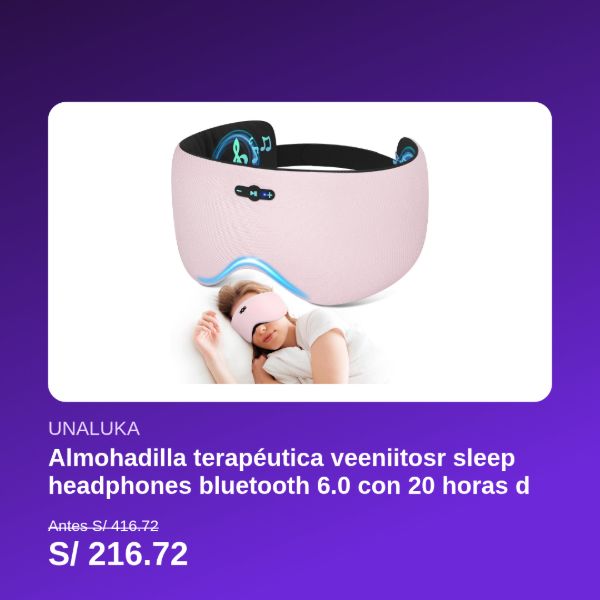 UNALUKA
Almohadilla terapéutica veeniitosr sleep
headphones bluetooth 6.0 con 20 horas d
Antes S/ 416.72
S/ 216.72